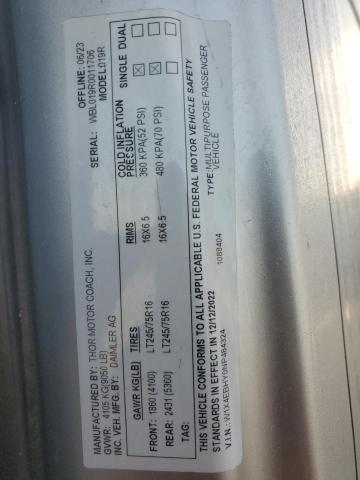 MANUFACTURED BY: THOR MOTOR COACH, INC.
GVWR: 4105 KG(9050 LB)
INC. VEH. MFG. BY: DAIMLER AG
OFFLINE: 06/23
SERIAL: WBL019R0011706
MODEL: 019R
GAWR KG(LB) TIRES RIMS COLD INFLATION PRESSURE SINGLE DUAL
FRONT: 1860 (4100) LT245/75R16 16X6.5 360 KPA(52 PSI) ☒ ☐
REAR: 2431 (5360) LT245/75R16 16X6.5 480 KPA(70 PSI) ☒ ☐
TAG:
THIS VEHICLE CONFORMS TO ALL APPLICABLE U.S. FEDERAL MOTOR VEHICLE SAFETY
STANDARDS IN EFFECT IN 12/12/2022
TYPE: MULTIPURPOSE PASSENGER
VEHICLE
1088404